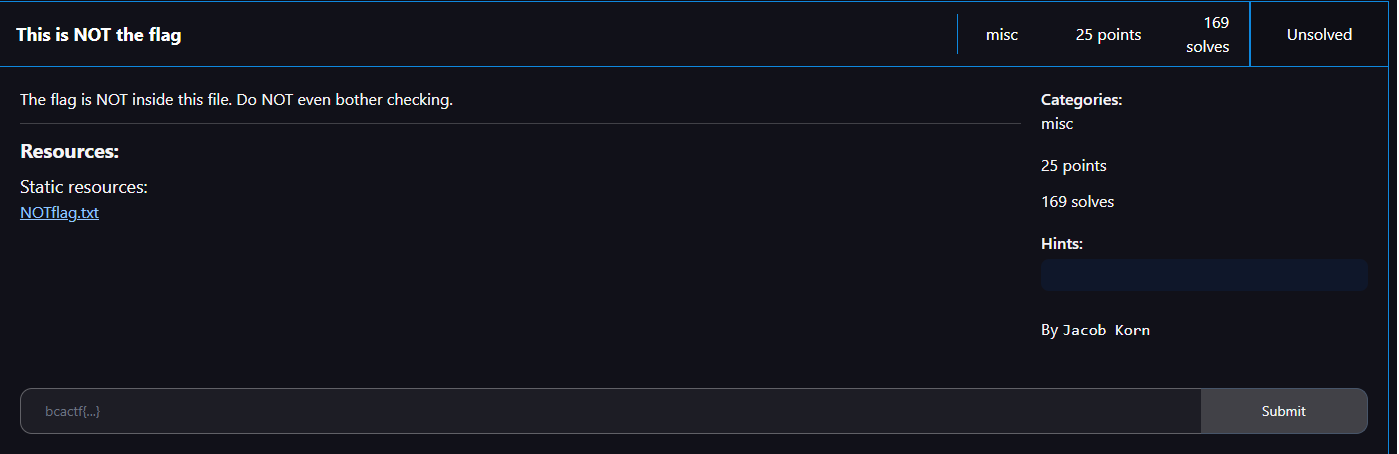 This is NOT the flag
misc
25 points
169
solves
Unsolved
The flag is NOT inside this file. Do NOT even bother checking.
Resources:
Static resources:
NOTflag.txt
Categories:
misc
25 points
169 solves
Hints:
By Jacob Korn
bcactf{...}
Submit